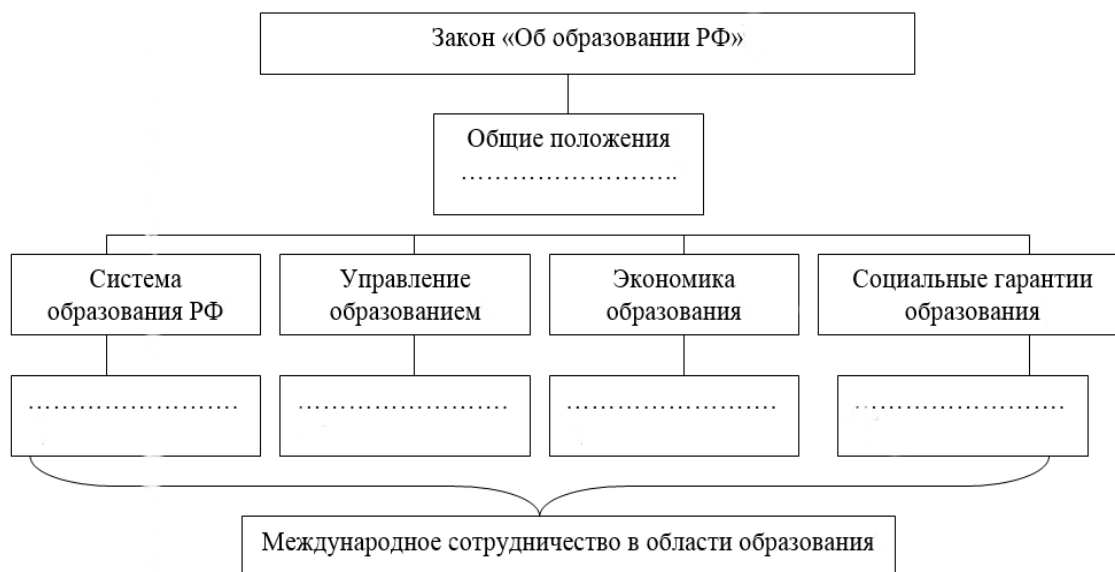 Закон «Об образовании РФ»
Общие положения
……………………..
Система
образования РФ
Управление
образованием
Экономика
образования
Социальные гарантии
образования
…………………….
…………………….
…………………….
…………………….
Международное сотрудничество в области образования